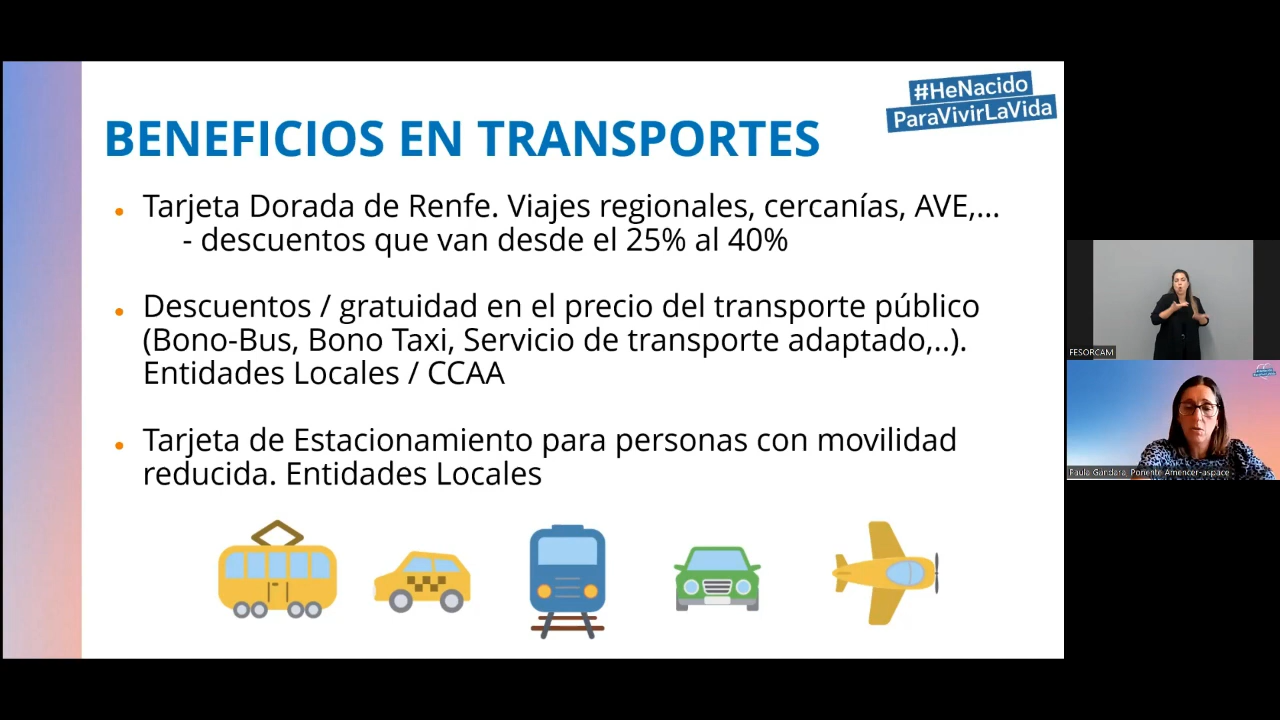 #HeNacido
ParaVivirLaVida
BENEFICIOS EN TRANSPORTES
• Tarjeta Dorada de Renfe. Viajes regionales, cercanías, AVE,...
- descuentos que van desde el 25% al 40%
• Descuentos / gratuidad en el precio del transporte público
(Bono-Bus, Bono Taxi, Servicio de transporte adaptado,..).
Entidades Locales / CCAA
• Tarjeta de Estacionamiento para personas con movilidad
reducida. Entidades Locales
FESORCAM
Paula Gandara, Ponente Amencer-aspace